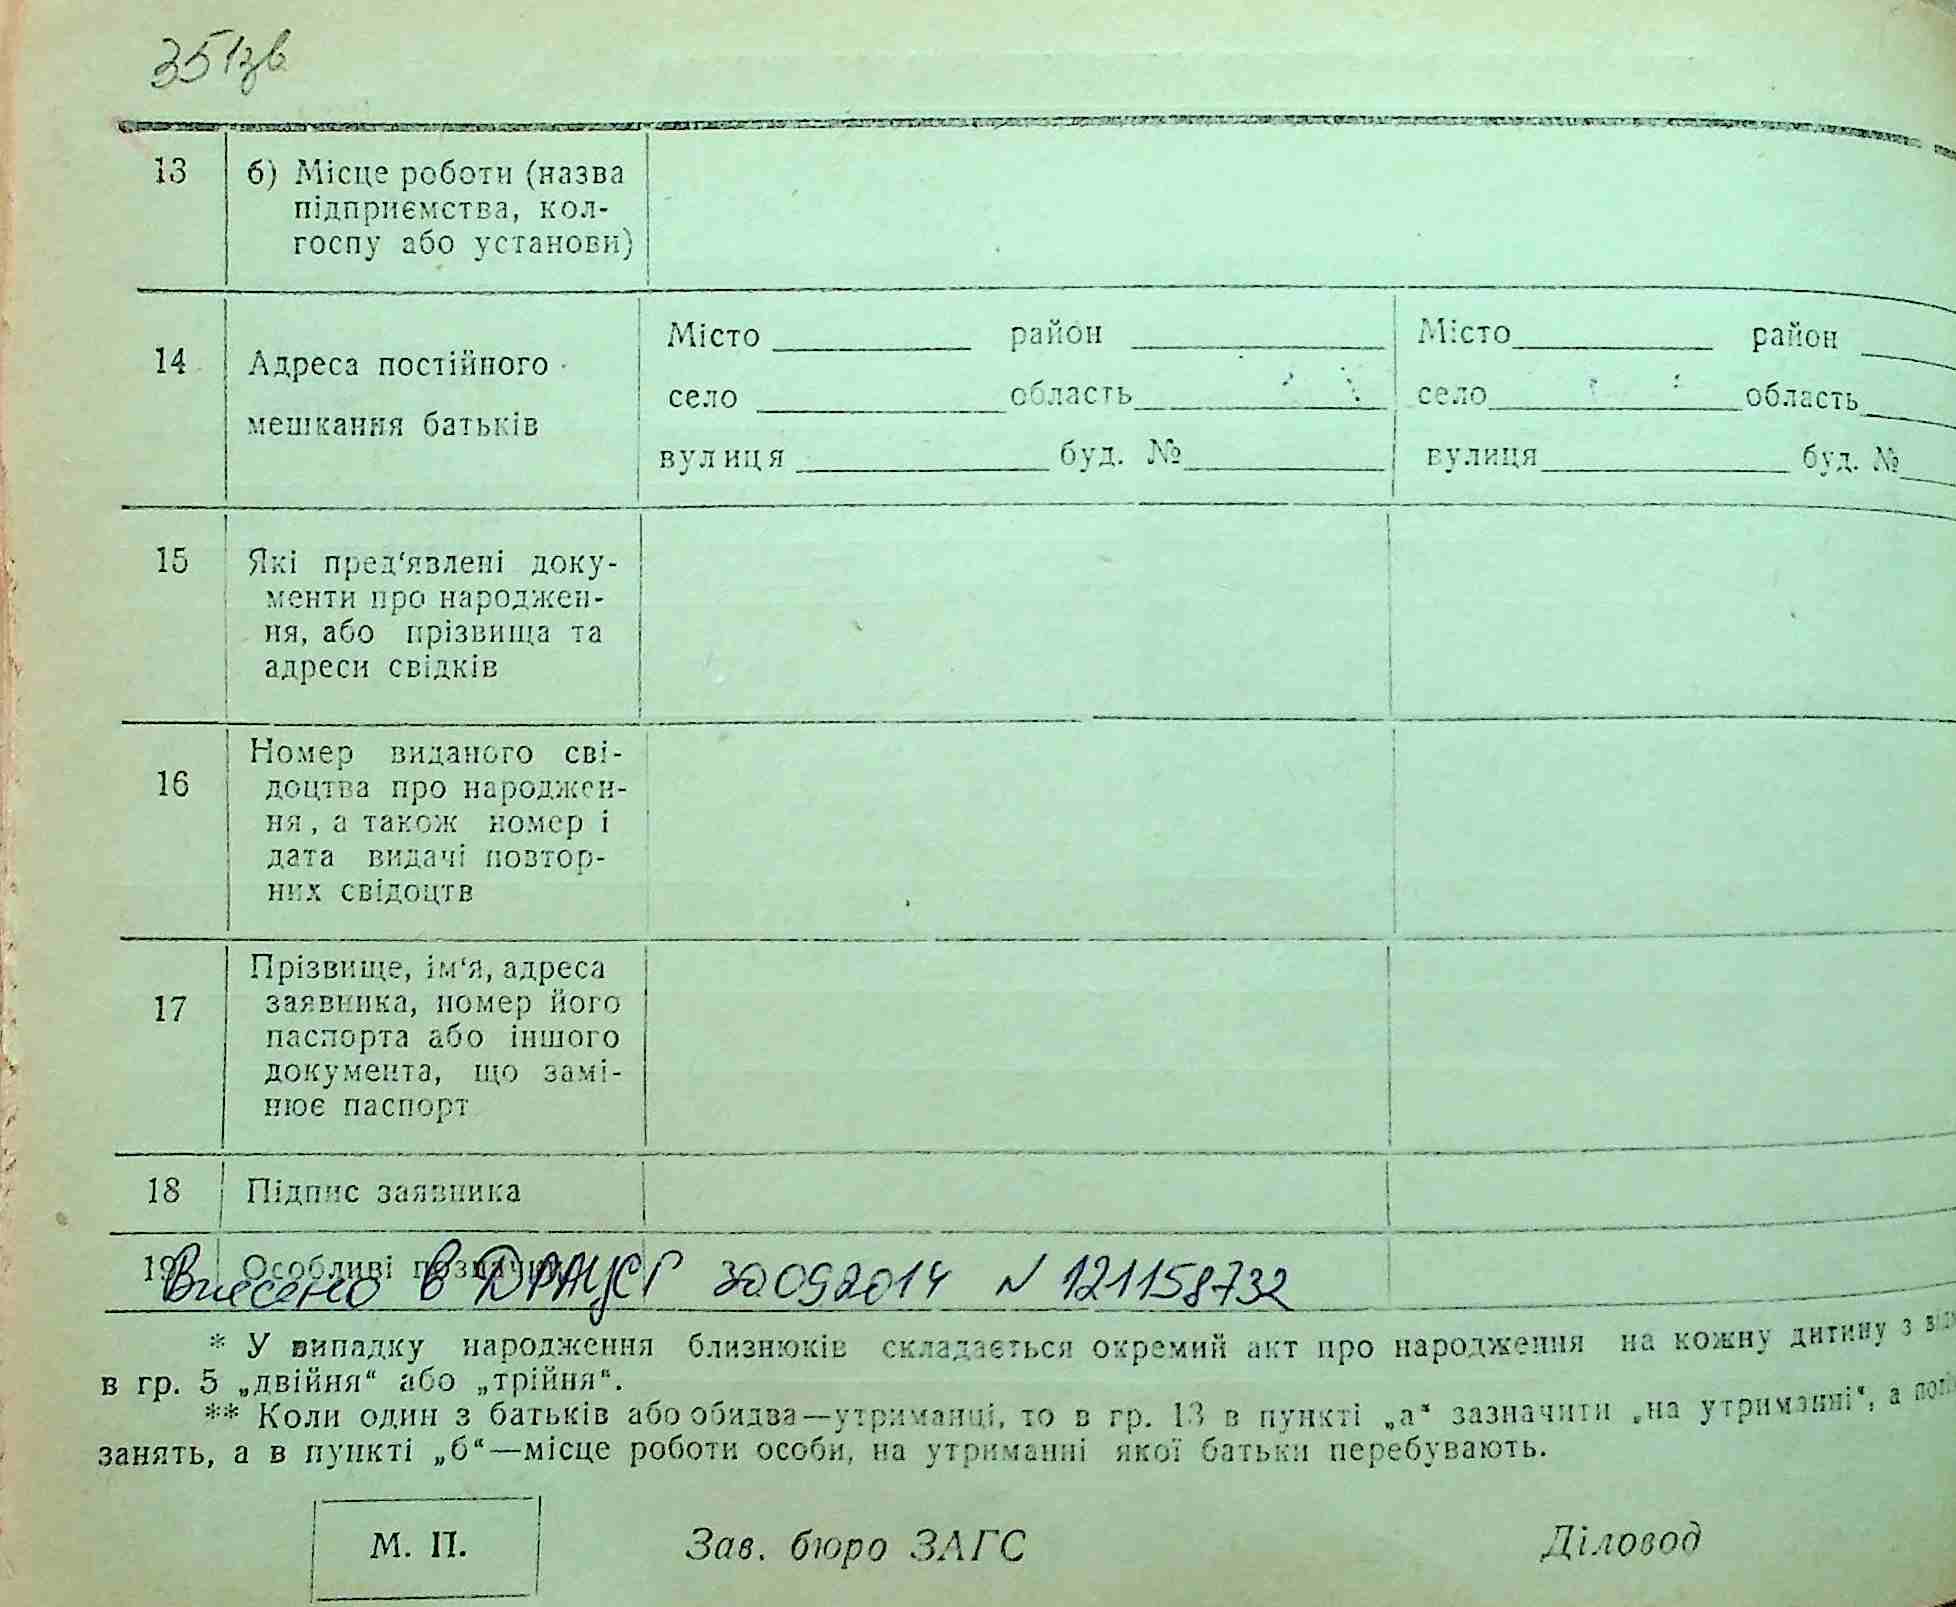 351зв
13 б) Місце роботи (назва
підприємства, кол-
госпу або установи)
14 Адреса постійного
мешкання батьків
Місто район Місто район
село область село область
вулиця буд. № вулиця буд. №
15 Які пред‘явлені доку-
менти про народжен-
ня, або прізвища та
адреси свідків
16 Номер виданого сві-
доцтва про народжен-
ня, а також номер і
дата видачі повтор-
них свідоцтв
17 Прізвище, ім‘я, адреса
заявника, номер його
паспорта або іншого
документа, що замі-
нює паспорт
18 Підпис заявника
19 Особливі позначки
Внесено в ДРАЦСГ 30092014 N 121158732
* У випадку народження близнюків складається окремий акт про народження на кожну дитину з
в гр. 5 „двійня“ або „трійня“.
** Коли один з батьків або обидва—утриманці, то в гр. 13 в пункті „а“ зазначити „на утриманні“, а
занять, а в пункті „б“—місце роботи особи, на утриманні якої батьки перебувають.
М. П. Зав. бюро ЗАГС Діловод